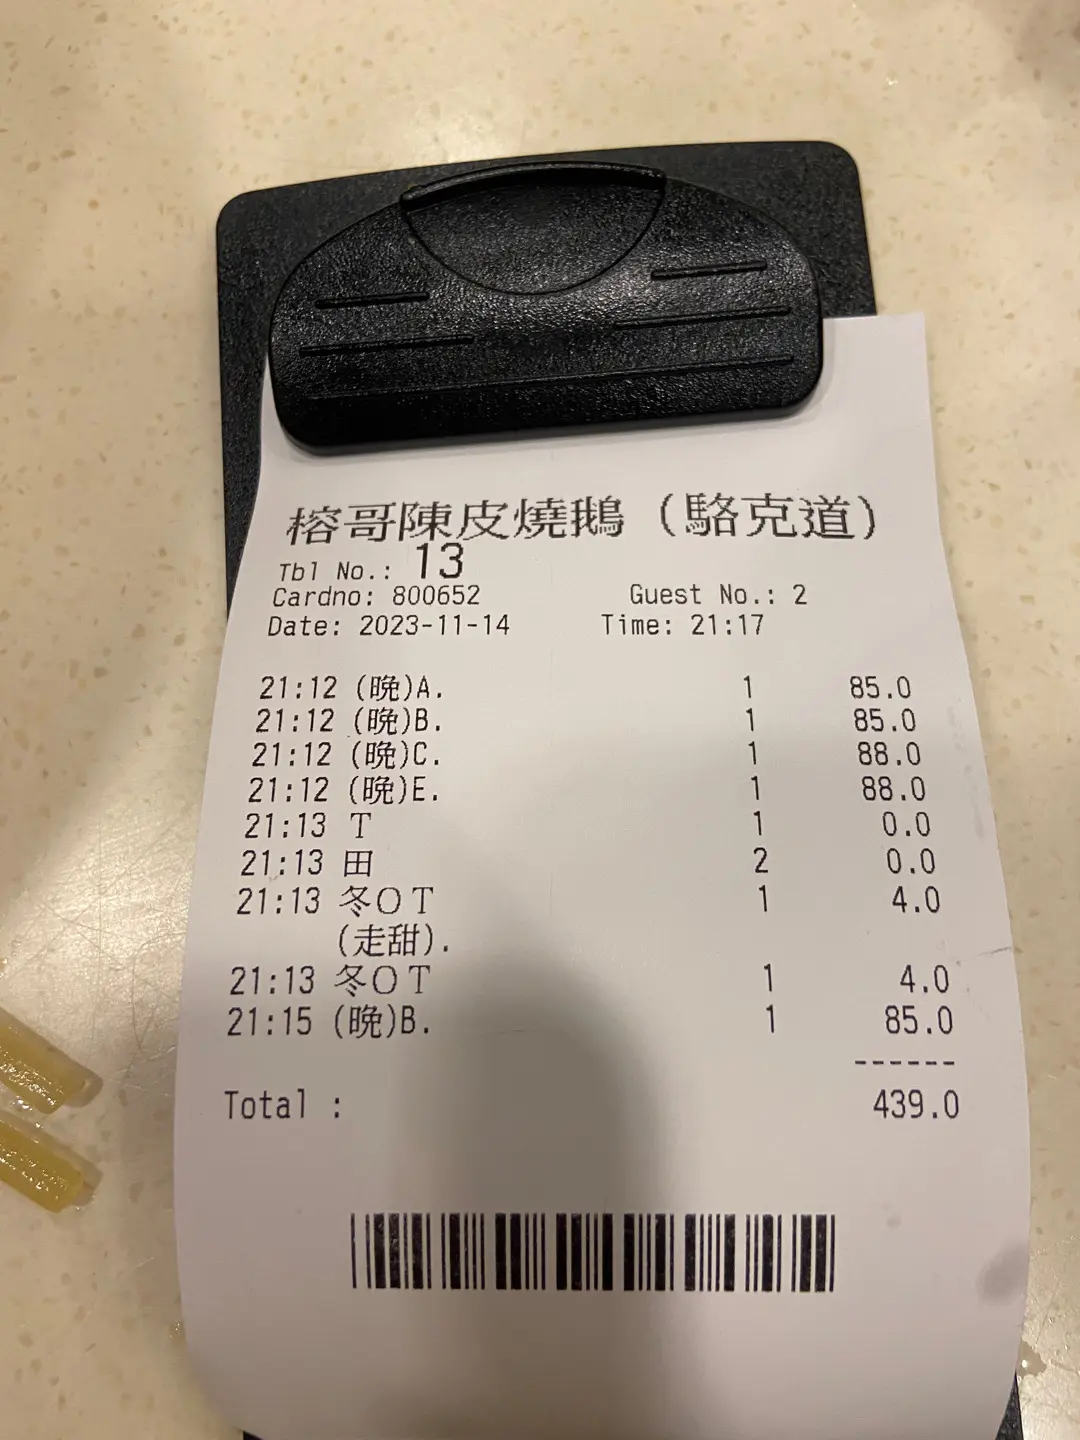 榕哥陳皮燒鵝（駱克道）
Tbl No.: 13
Cardno: 800652 Guest No.: 2
Date: 2023-11-14 Time: 21:17
21:12 (晚)A. 1 85.0
21:12 (晚)B. 1 85.0
21:12 (晚)C. 1 88.0
21:12 (晚)E. 1 88.0
21:13 T 1 0.0
21:13 田 2 0.0
21:13 冬OT 1 4.0
(走甜).
21:13 冬OT 1 4.0
21:15 (晚)B. 1 85.0
------
Total : 439.0